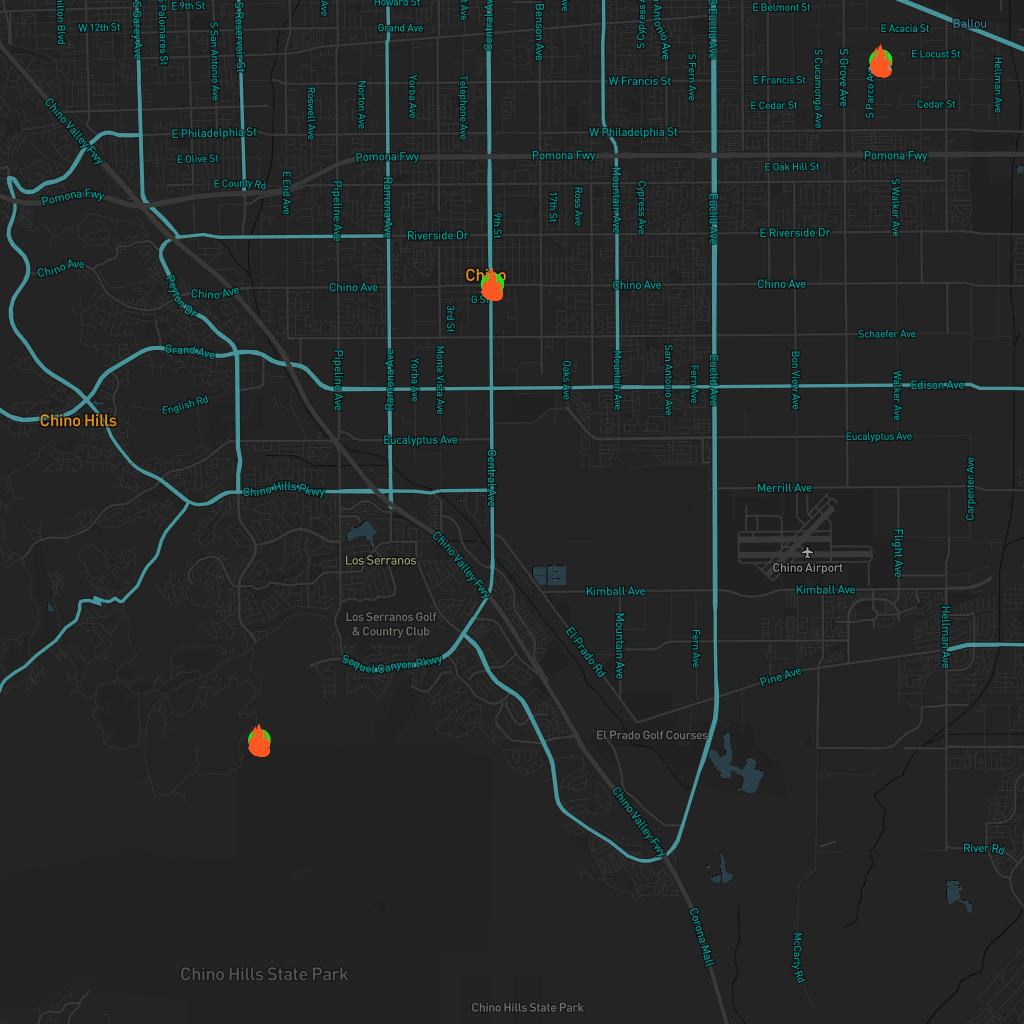 Howard St
E 9th St
E Belmont St
Ballou
W 12th St
Grand Ave
E Acacia St
S Garey Ave
S Palomares St
S San Antonio Ave
S Reservoir St
Central Ave
Benson Ave
S Cypress Ave
S Euclid Ave
S Fern Ave
S Cucamonga Ave
S Grove Ave
E Locust St
Hellman Ave
W Francis St
E Francis St
E Cedar St
Cedar St
Roswell Ave
Norton Ave
Yorba Ave
Telephone Ave
Chino Valley Fwy
E Philadelphia St
W Philadelphia St
E Olive St
Pomona Fwy
Pomona Fwy
Pomona Fwy
E Oak Hill St
E County Rd
Pomona Fwy
E End Ave
Pipeline Ave
Ramona Ave
9th St
17th St
Ross Ave
Mountain Ave
Cypress Ave
Euclid Ave
S Walker Ave
Riverside Dr
E Riverside Dr
Chino Ave
Chino
Peyton Dr
Chino Ave
Chino Ave
Chino Ave
Chino Ave
3rd St
Schaefer Ave
Grand Ave
Pipeline Ave
Ramona Ave
Yorba Ave
Monte Vista Ave
Oaks Ave
Mountain Ave
San Antonio Ave
Fern Ave
Euclid Ave
Bon View Ave
Walker Ave
Edison Ave
English Rd
Chino Hills
Eucalyptus Ave
Eucalyptus Ave
Central Ave
Carpenter Ave
Chino Hills Pkwy
Merrill Ave
Los Serranos
Chino Valley Fwy
Flight Ave
Chino Airport
Kimball Ave
Kimball Ave
Los Serranos Golf
& Country Club
Mountain Ave
Fern Ave
Hellman Ave
El Prado Rd
Soquel Canyon Pkwy
Pine Ave
El Prado Golf Courses
Chino Valley Fwy
River Rd
Corona Mall
McCarty Rd
Chino Hills State Park
Chino Hills State Park